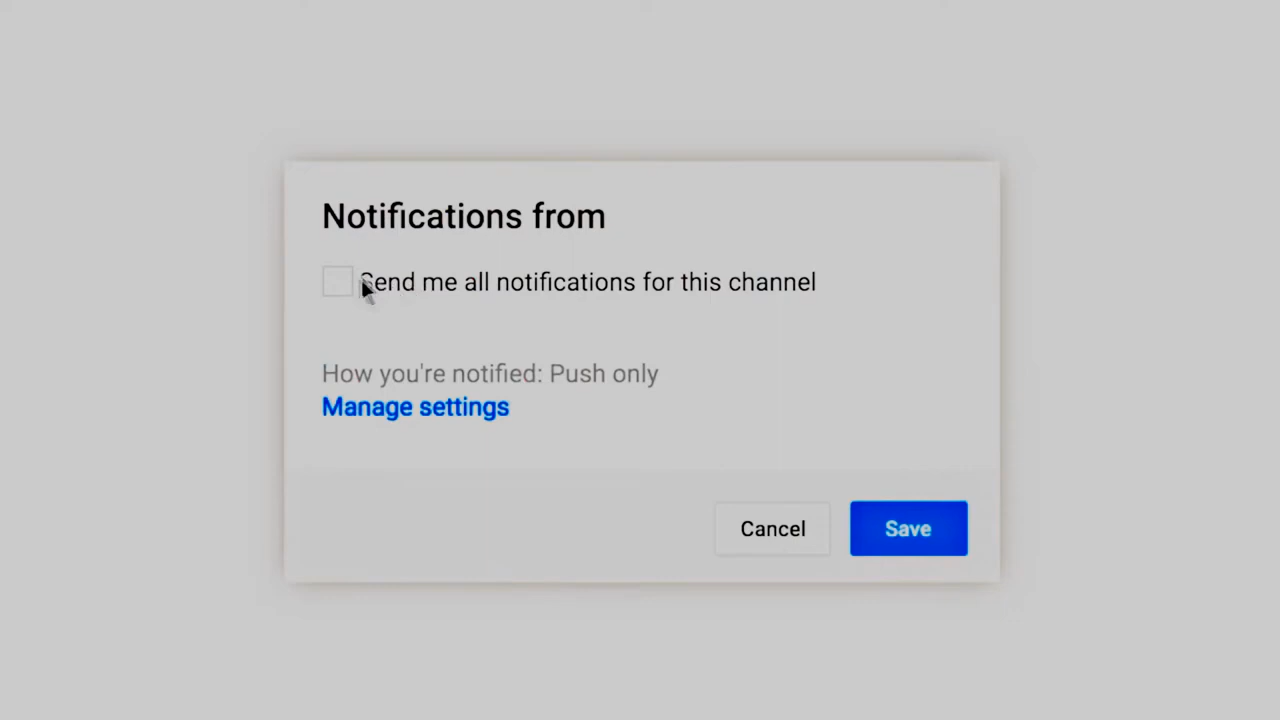 Notifications from
Send me all notifications for this channel
How you're notified: Push only
Manage settings
Cancel
Save